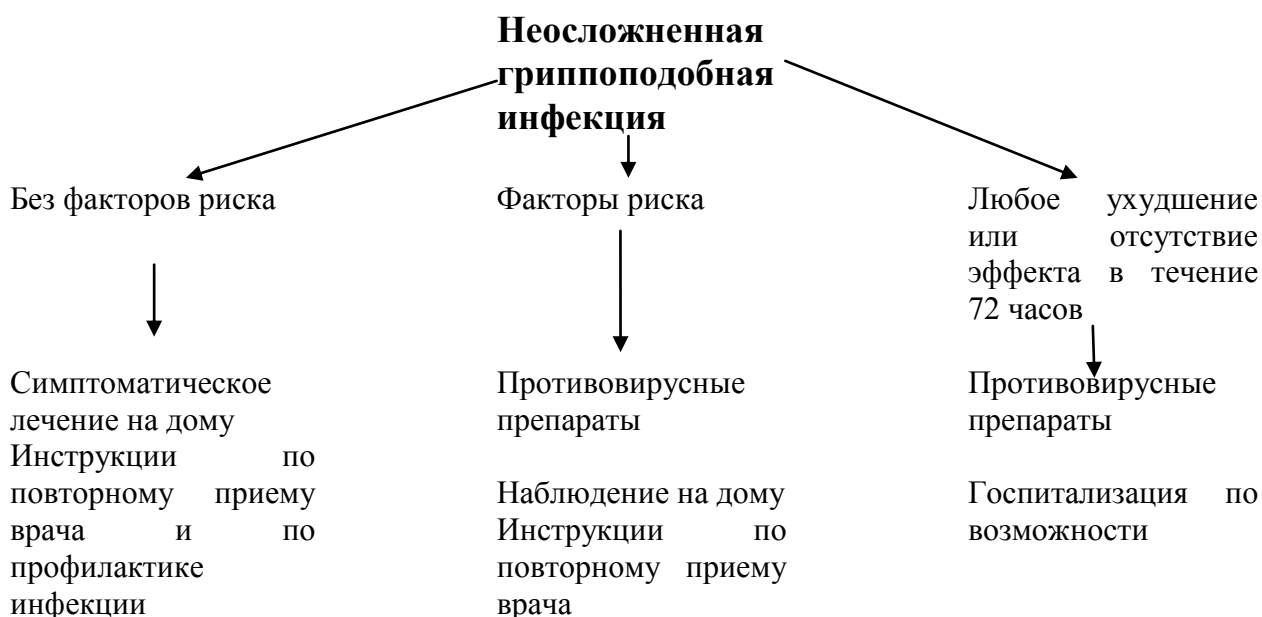 Неосложненная
гриппоподобная
инфекция
Без факторов риска
Факторы риска
Любое ухудшение
или отсутствие
эффекта в течение
72 часов
Симптоматическое
лечение на дому
Инструкции по
повторному приему
врача и по
профилактике
инфекции
Противовирусные
препараты
Наблюдение на дому
Инструкции по
повторному приему
врача
Противовирусные
препараты
Госпитализация по
возможности